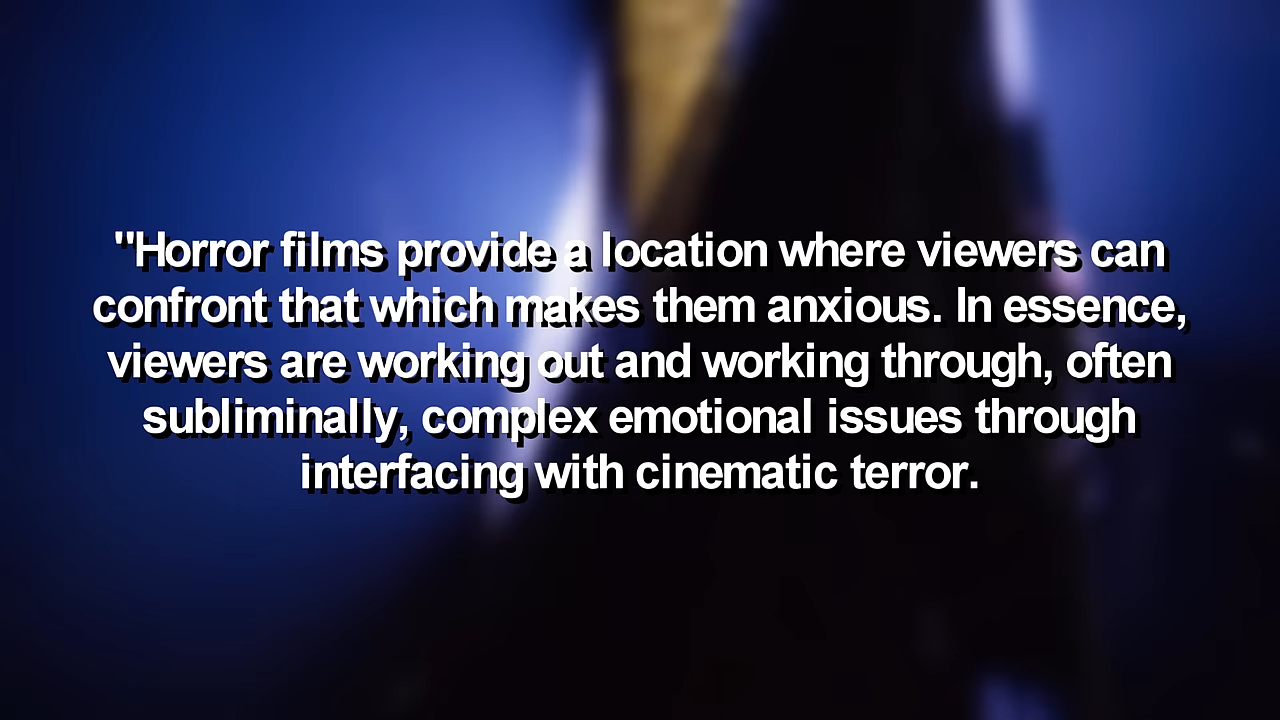 "Horror films provide a location where viewers can
confront that which makes them anxious. In essence,
viewers are working out and working through, often
subliminally, complex emotional issues through
interfacing with cinematic terror.